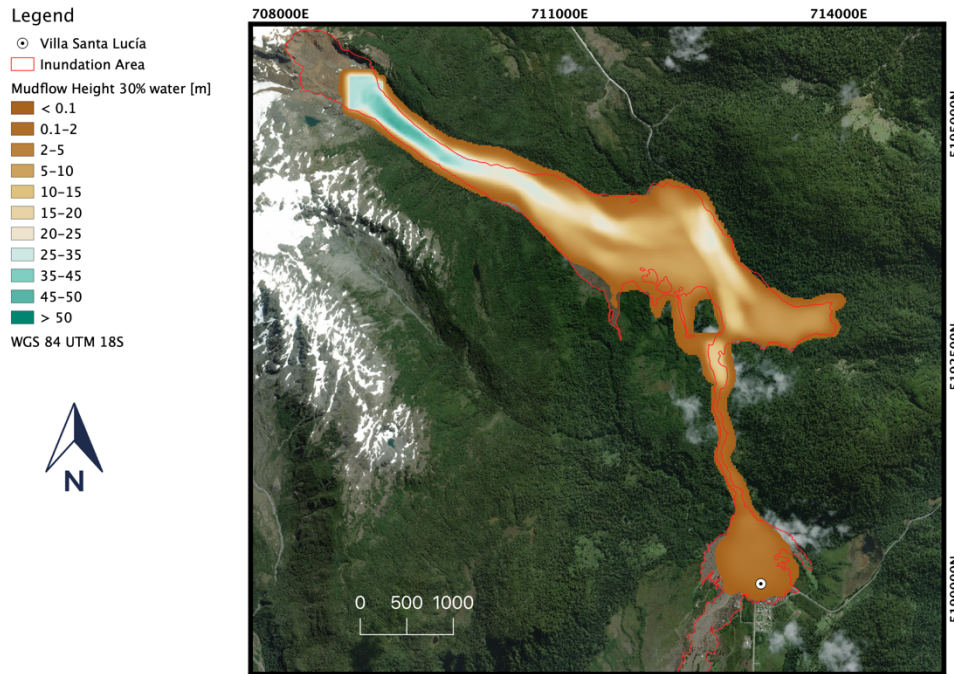 Legend
Villa Santa Lucía
Inundation Area
Mudflow Height 30% water [m]
< 0.1
0.1-2
2-5
5-10
10-15
15-20
20-25
25-35
35-45
45-50
> 50
WGS 84 UTM 18S
N
708000E
711000E
714000E
0 500 1000